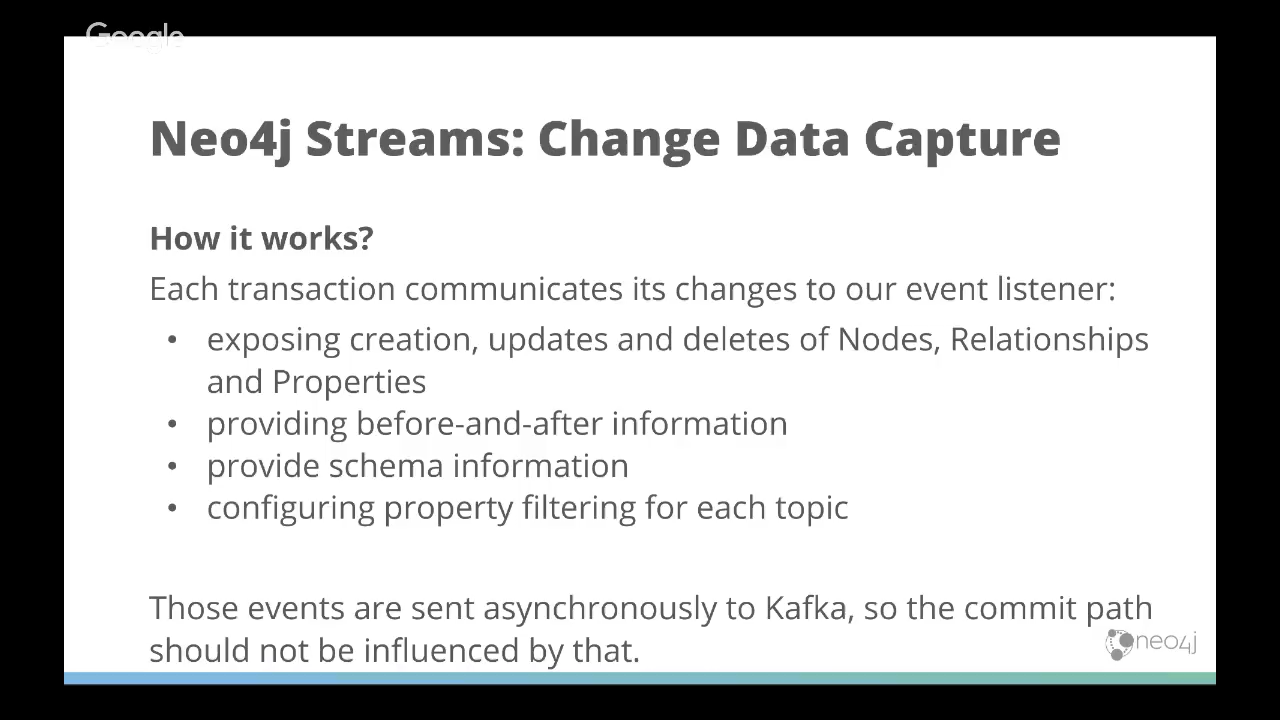 Google
Neo4j Streams: Change Data Capture
How it works?
Each transaction communicates its changes to our event listener:
• exposing creation, updates and deletes of Nodes, Relationships
and Properties
• providing before-and-after information
• provide schema information
• configuring property filtering for each topic
Those events are sent asynchronously to Kafka, so the commit path
should not be influenced by that.
neo4j